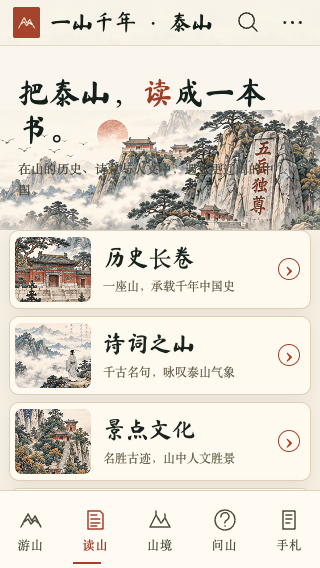 一山千年 · 泰山
把泰山，读成一本
书。
五岳独尊
在山的历史、诗
中
国
历史长卷
一座山，承载千年中国史
诗词之山
千古名句，咏叹泰山气象
景点文化
名胜古迹，山中人文胜景
游山
读山
山境
问山
手札